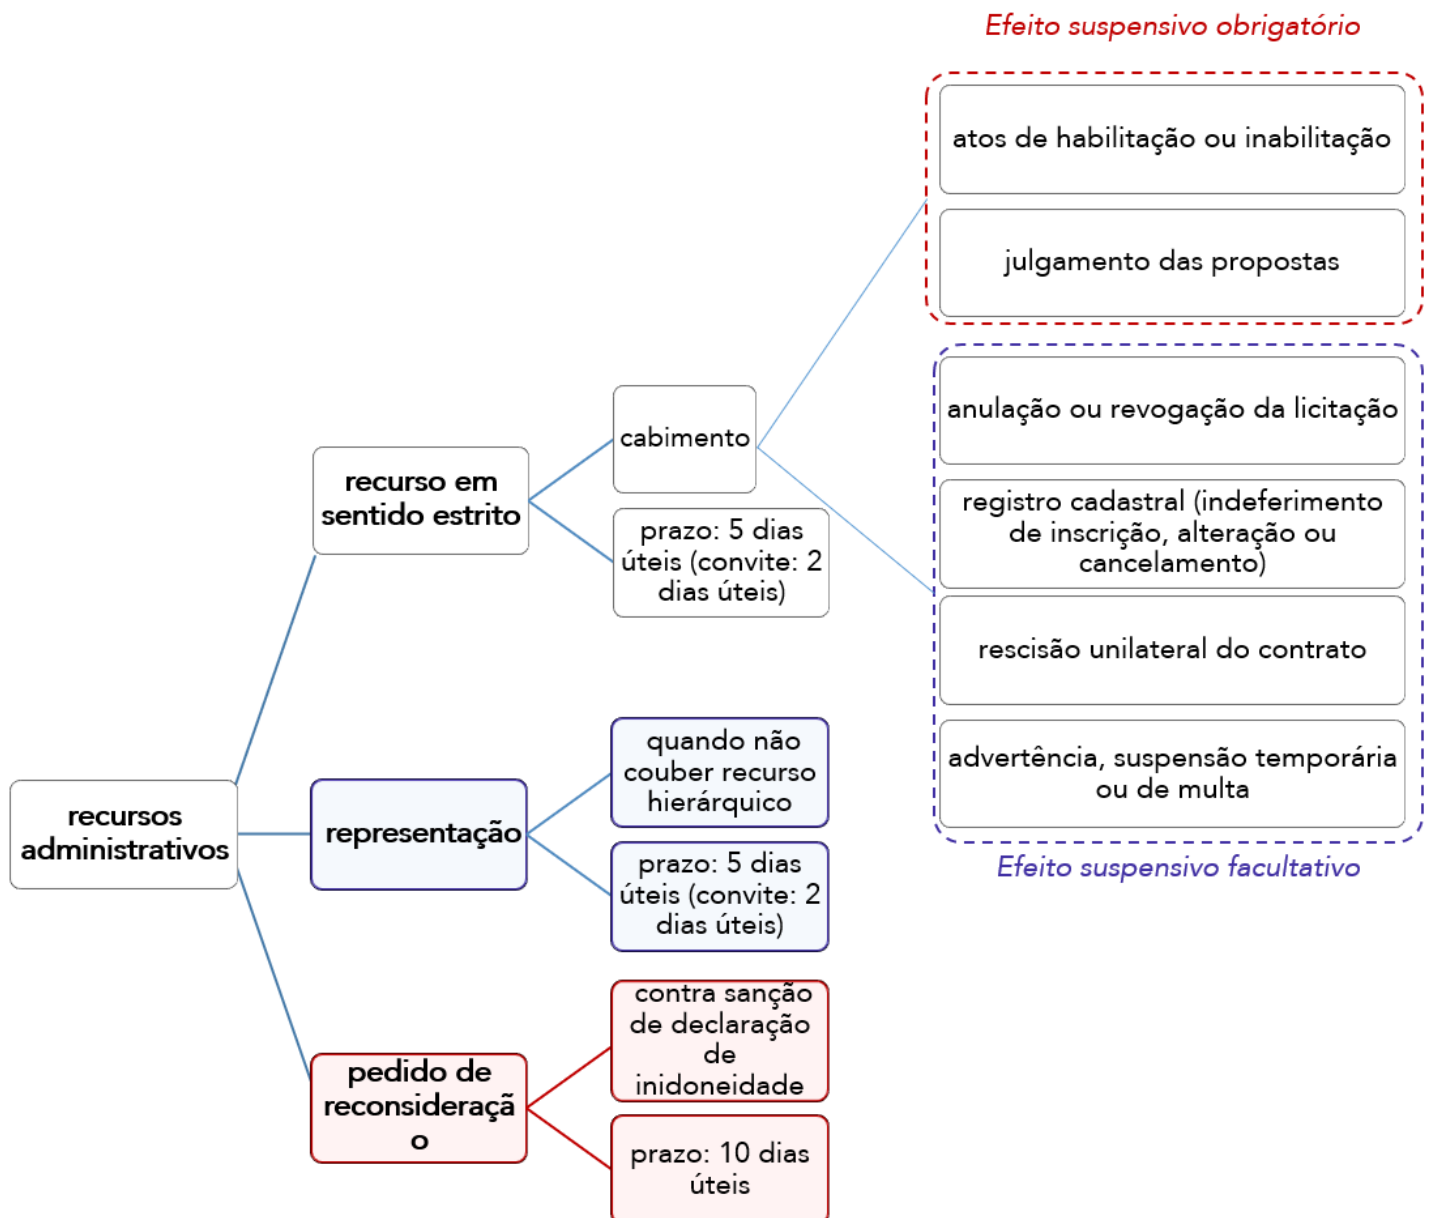 Efeito suspensivo obrigatório
atos de habilitação ou inabilitação
julgamento das propostas
anulação ou revogação da licitação
registro cadastral (indeferimento
de inscrição, alteração ou
cancelamento)
rescisão unilateral do contrato
advertência, suspensão temporária
ou de multa
Efeito suspensivo facultativo
cabimento
prazo: 5 dias
úteis (convite: 2
dias úteis)
recurso em
sentido estrito
quando não
couber recurso
hierárquico
prazo: 5 dias
úteis (convite: 2
dias úteis)
representação
recursos
administrativos
contra sanção
de declaração
de
inidoneidade
prazo: 10 dias
úteis
pedido de
reconsideraçã
o